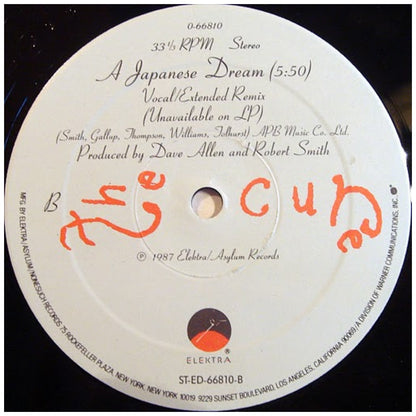 0-66810
33 1/3 RPM Stereo
A Japanese Dream (5:50)
Vocal/Extended Remix
(Unavailable on LP)
(Smith, Gallup, Thompson, Williams, Tolhurst) APB Music Co. Ltd.
Produced by Dave Allen and Robert Smith
B
The Cure
℗ 1987 Elektra/Asylum Records
ELEKTRA®
ST-ED-66810-B
MFG BY ELEKTRA/ASYLUM/NONESUCH RECORDS 75 ROCKEFELLER PLAZA, NEW YORK, NEW YORK 10019. 9229 SUNSET BOULEVARD, LOS ANGELES, CALIFORNIA 90069/A DIVISION OF WARNER COMMUNICATIONS, INC.